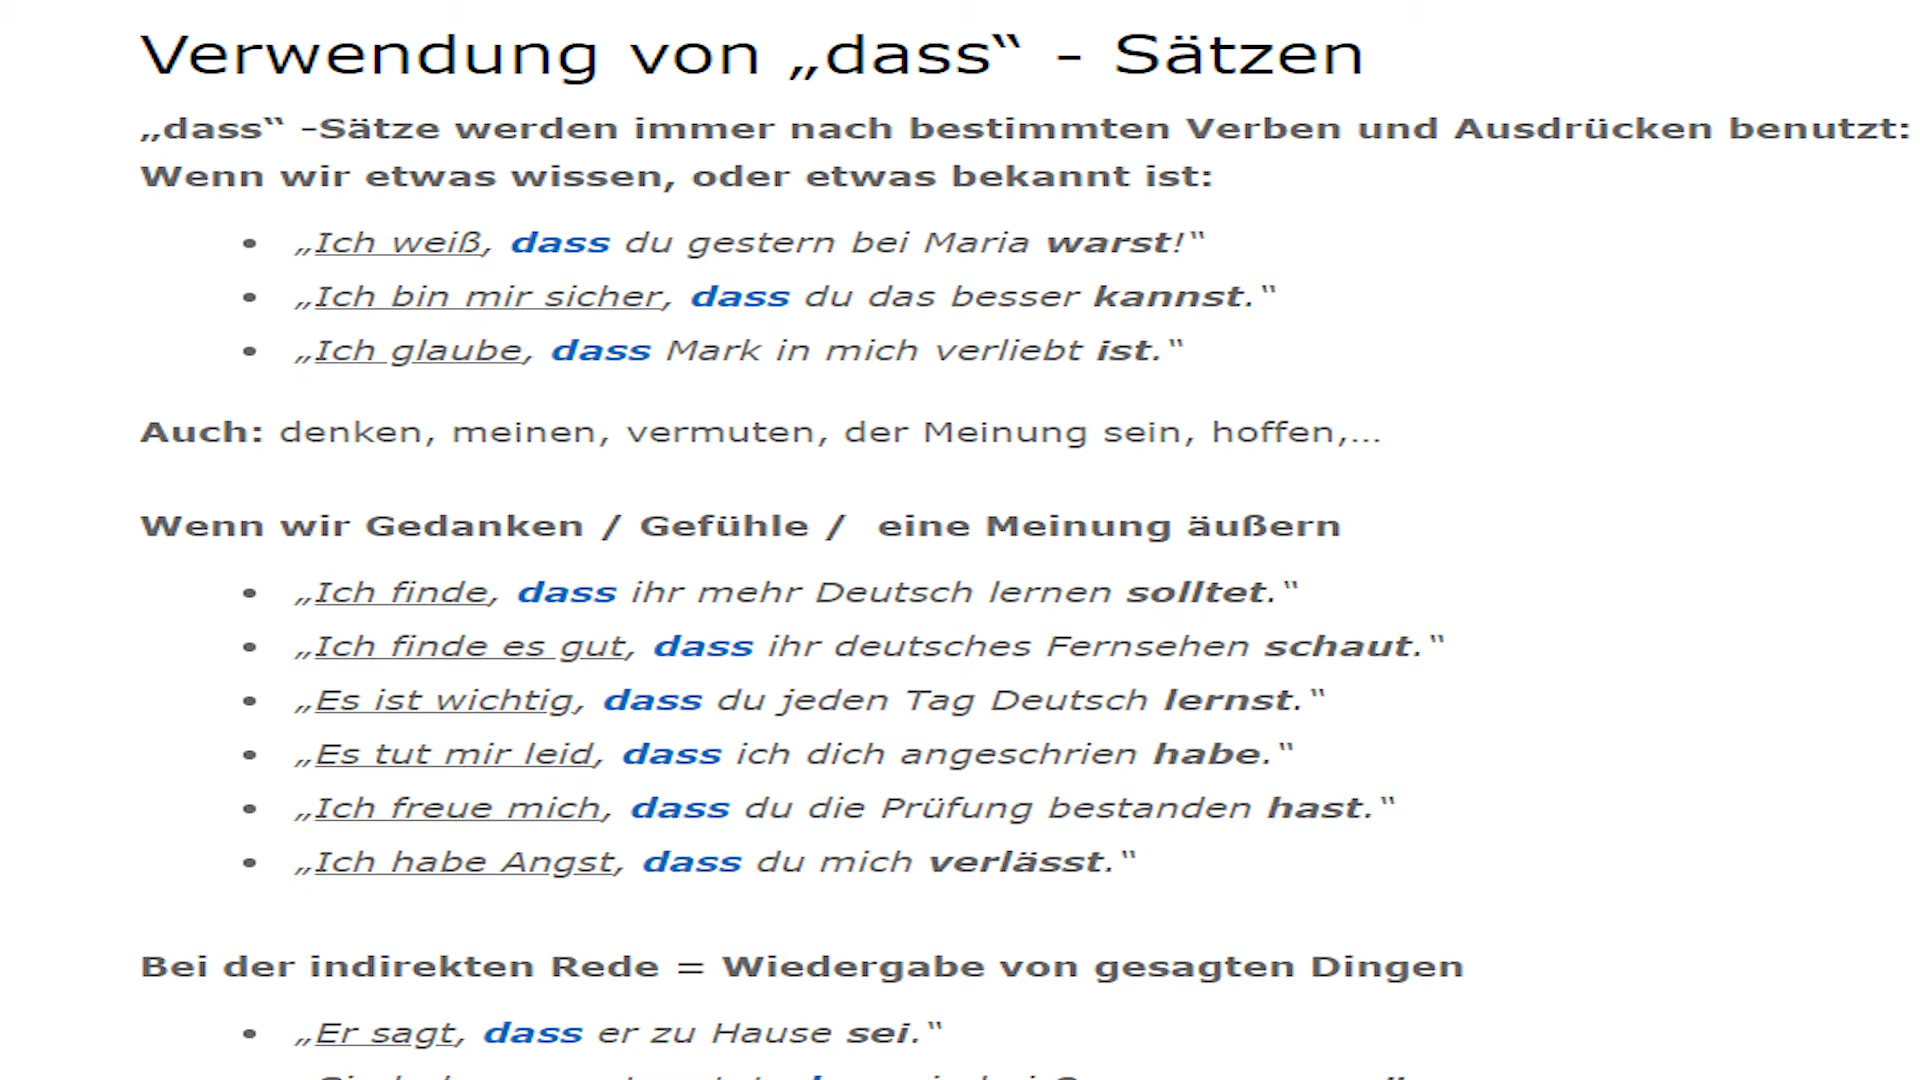 Verwendung von „dass“ - Sätzen
„dass“ -Sätze werden immer nach bestimmten Verben und Ausdrücken benutzt:
Wenn wir etwas wissen, oder etwas bekannt ist:
• „Ich weiß, dass du gestern bei Maria warst!“
• „Ich bin mir sicher, dass du das besser kannst.“
• „Ich glaube, dass Mark in mich verliebt ist.“
Auch: denken, meinen, vermuten, der Meinung sein, hoffen,...
Wenn wir Gedanken / Gefühle / eine Meinung äußern
• „Ich finde, dass ihr mehr Deutsch lernen solltet.“
• „Ich finde es gut, dass ihr deutsches Fernsehen schaut.“
• „Es ist wichtig, dass du jeden Tag Deutsch lernst.“
• „Es tut mir leid, dass ich dich angeschrien habe.“
• „Ich freue mich, dass du die Prüfung bestanden hast.“
• „Ich habe Angst, dass du mich verlässt.“
Bei der indirekten Rede = Wiedergabe von gesagten Dingen
• „Er sagt, dass er zu Hause sei.“